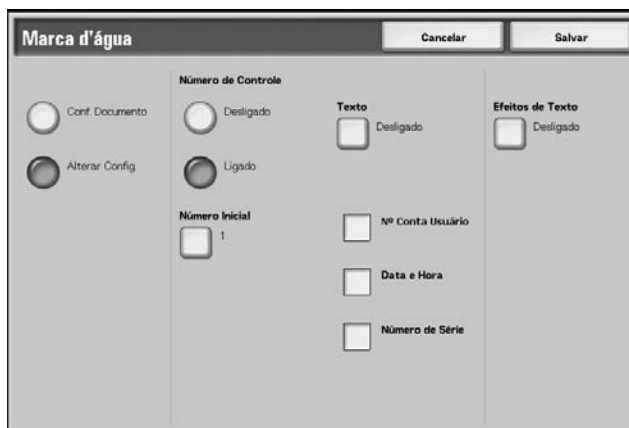 Marca d'água
Cancelar
Salvar
Conf. Documento
Alterar Config.
Número de Controle
Desligado
Ligado
Número Inicial
1
Texto
Desligado
Nº Conta Usuário
Data e Hora
Número de Série
Efeitos de Texto
Desligado